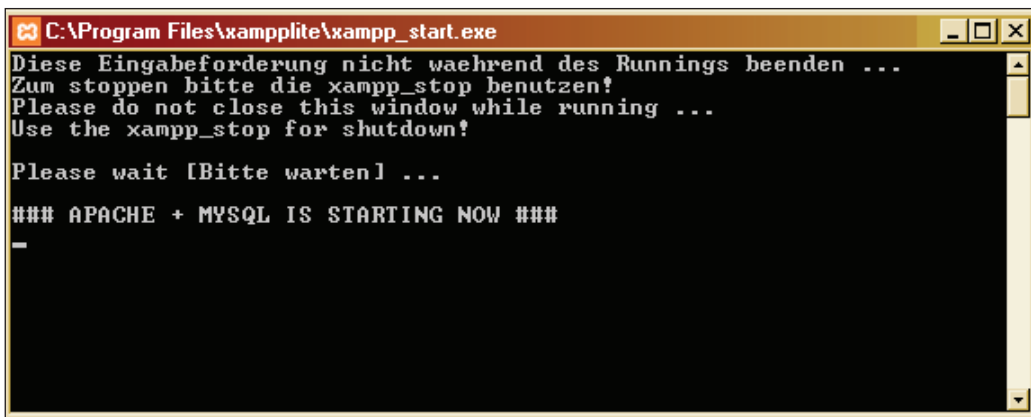 C:\Program Files\xampplite\xampp_start.exe
Diese Eingabeforderung nicht waehrend des Runnings beenden ...
Zum stoppen bitte die xampp_stop benutzen!
Please do not close this window while running ...
Use the xampp_stop for shutdown!
Please wait [Bitte warten] ...
### APACHE + MYSQL IS STARTING NOW ###